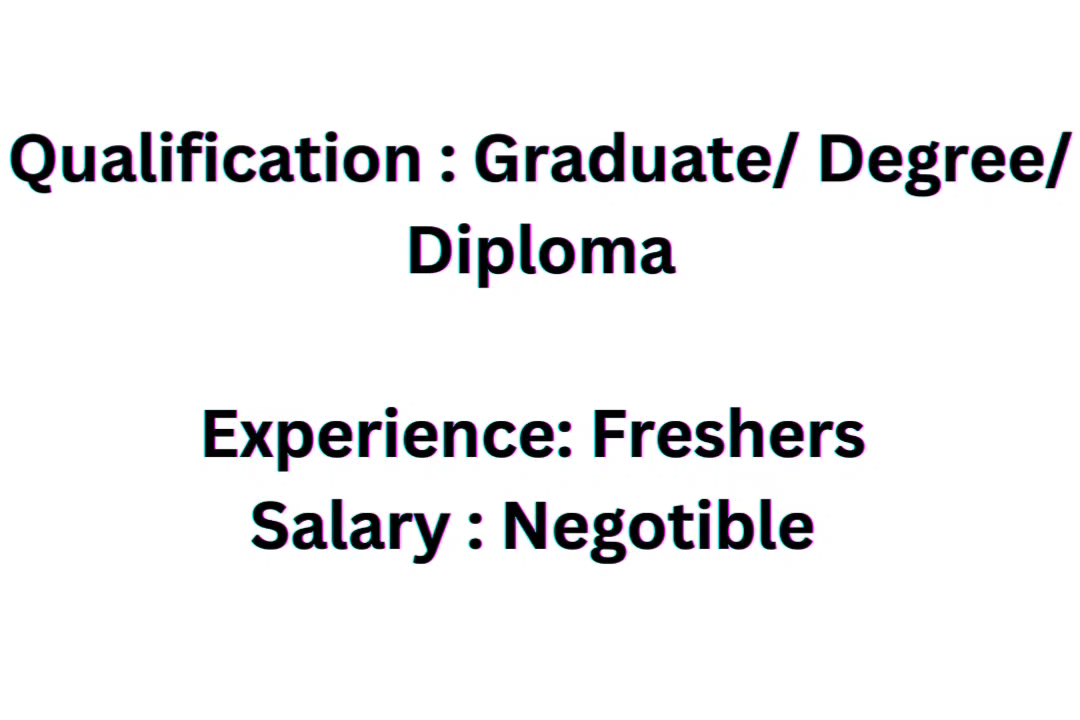 Qualification : Graduate/ Degree/
Diploma
Experience: Freshers
Salary : Negotible